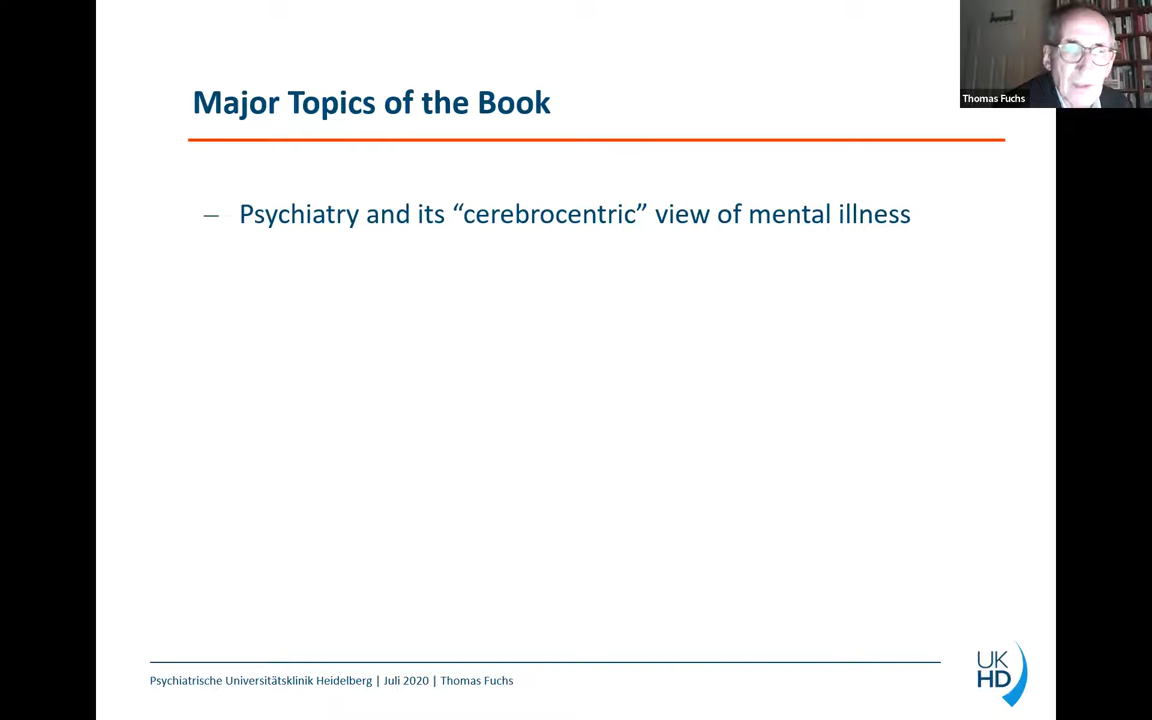 Thomas Fuchs
Major Topics of the Book
– Psychiatry and its “cerebrocentric” view of mental illness
Psychiatrische Universitätsklinik Heidelberg | Juli 2020 | Thomas Fuchs
UK
HD